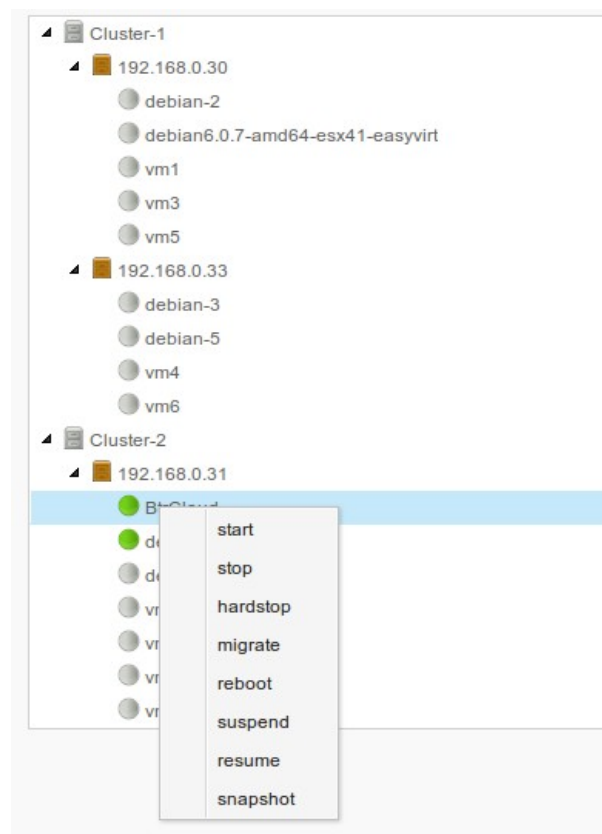 Cluster-1
192.168.0.30
debian-2
debian6.0.7-amd64-esx41-easyvirt
vm1
vm3
vm5
192.168.0.33
debian-3
debian-5
vm4
vm6
Cluster-2
192.168.0.31
start
stop
hardstop
migrate
reboot
suspend
resume
snapshot